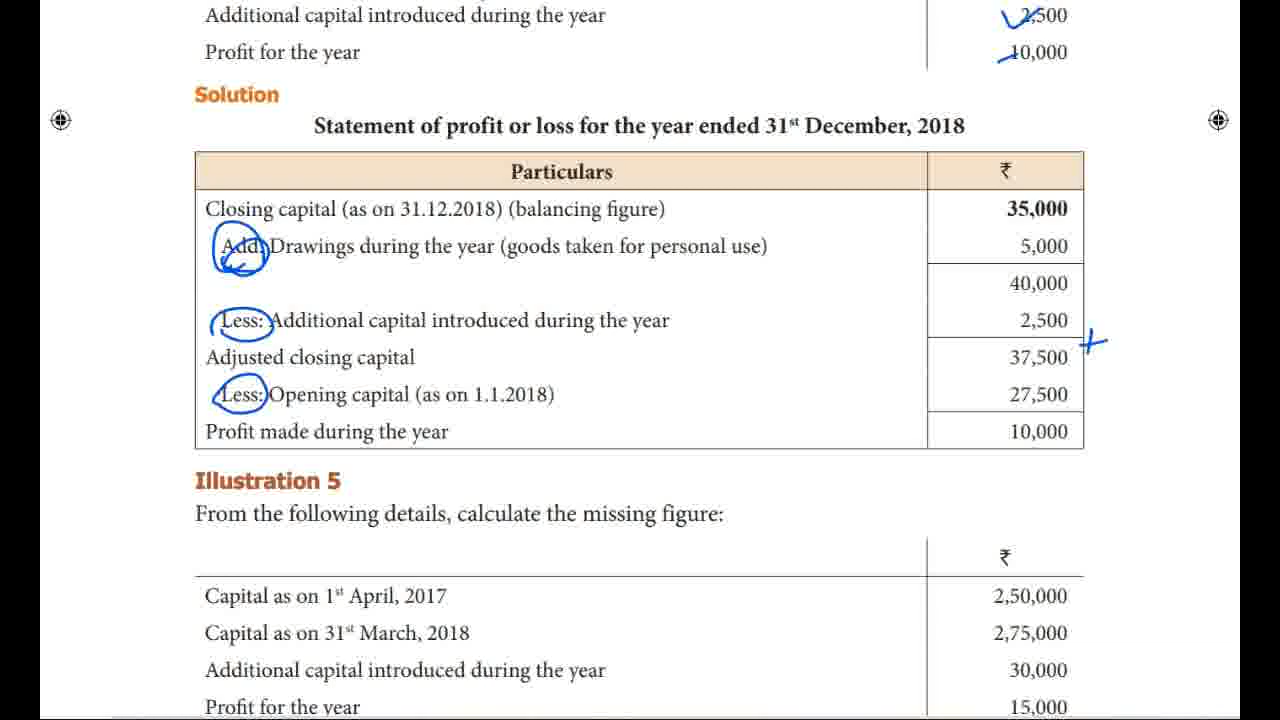 Additional capital introduced during the year 2,500
Profit for the year 10,000
Solution
Statement of profit or loss for the year ended 31st December, 2018
Particulars ₹
Closing capital (as on 31.12.2018) (balancing figure) 35,000
Add: Drawings during the year (goods taken for personal use) 5,000
40,000
Less: Additional capital introduced during the year 2,500
Adjusted closing capital 37,500
Less: Opening capital (as on 1.1.2018) 27,500
Profit made during the year 10,000
Illustration 5
From the following details, calculate the missing figure:
₹
Capital as on 1st April, 2017 2,50,000
Capital as on 31st March, 2018 2,75,000
Additional capital introduced during the year 30,000
Profit for the year 15,000